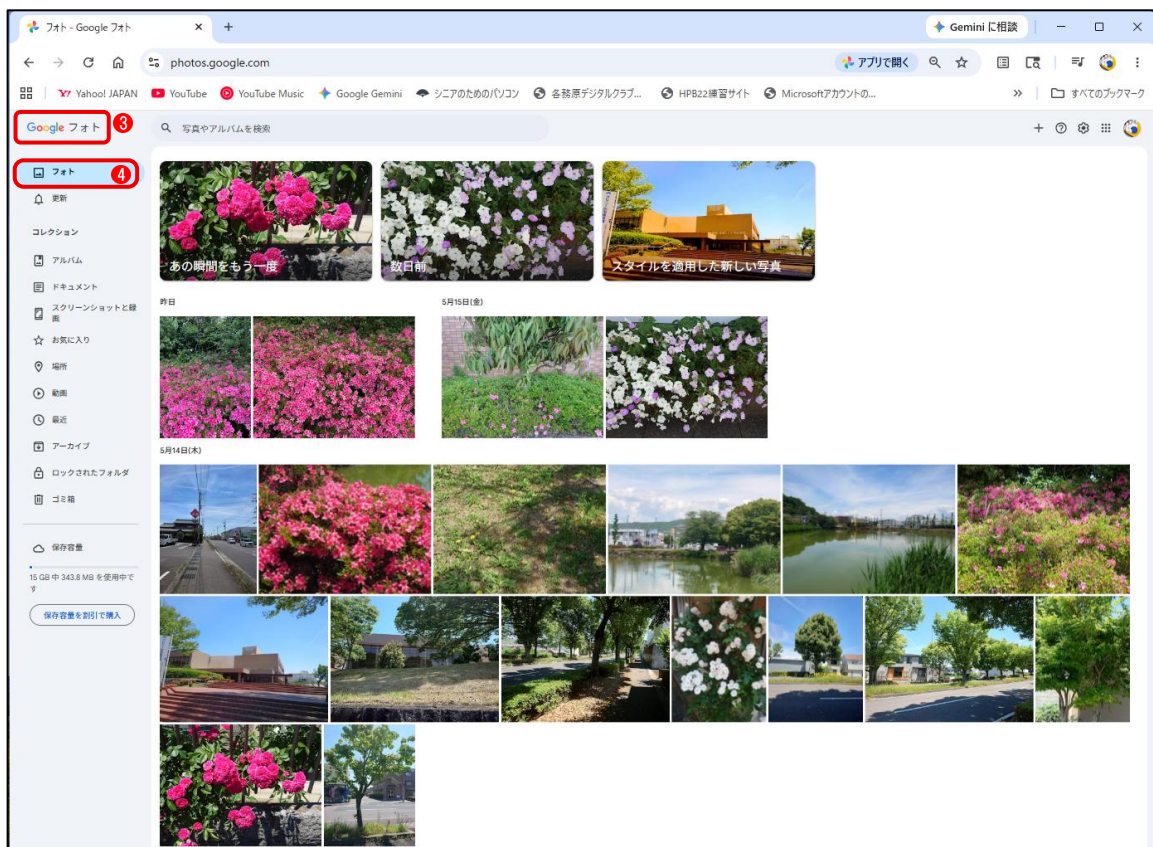 フォト - Google フォト
Gemini に相談
photos.google.com
アプリで開く
Yahoo! JAPAN
YouTube
YouTube Music
Google Gemini
シニアのためのパソコン
各務原デジタルクラブ...
HPB22練習サイト
Microsoftアカウントの...
すべてのブックマーク
Google フォト
3
写真やアルバムを検索
フォト
4
更新
コレクション
アルバム
ドキュメント
スクリーンショットと録
画
お気に入り
場所
動画
最近
アーカイブ
ロックされたフォルダ
ゴミ箱
保存容量
15 GB 中 343.8 MB を使用中で
す
保存容量を割引で購入
あの瞬間をもう一度
数日前
スタイルを適用した新しい写真
昨日
5月15日(金)
5月14日(木)